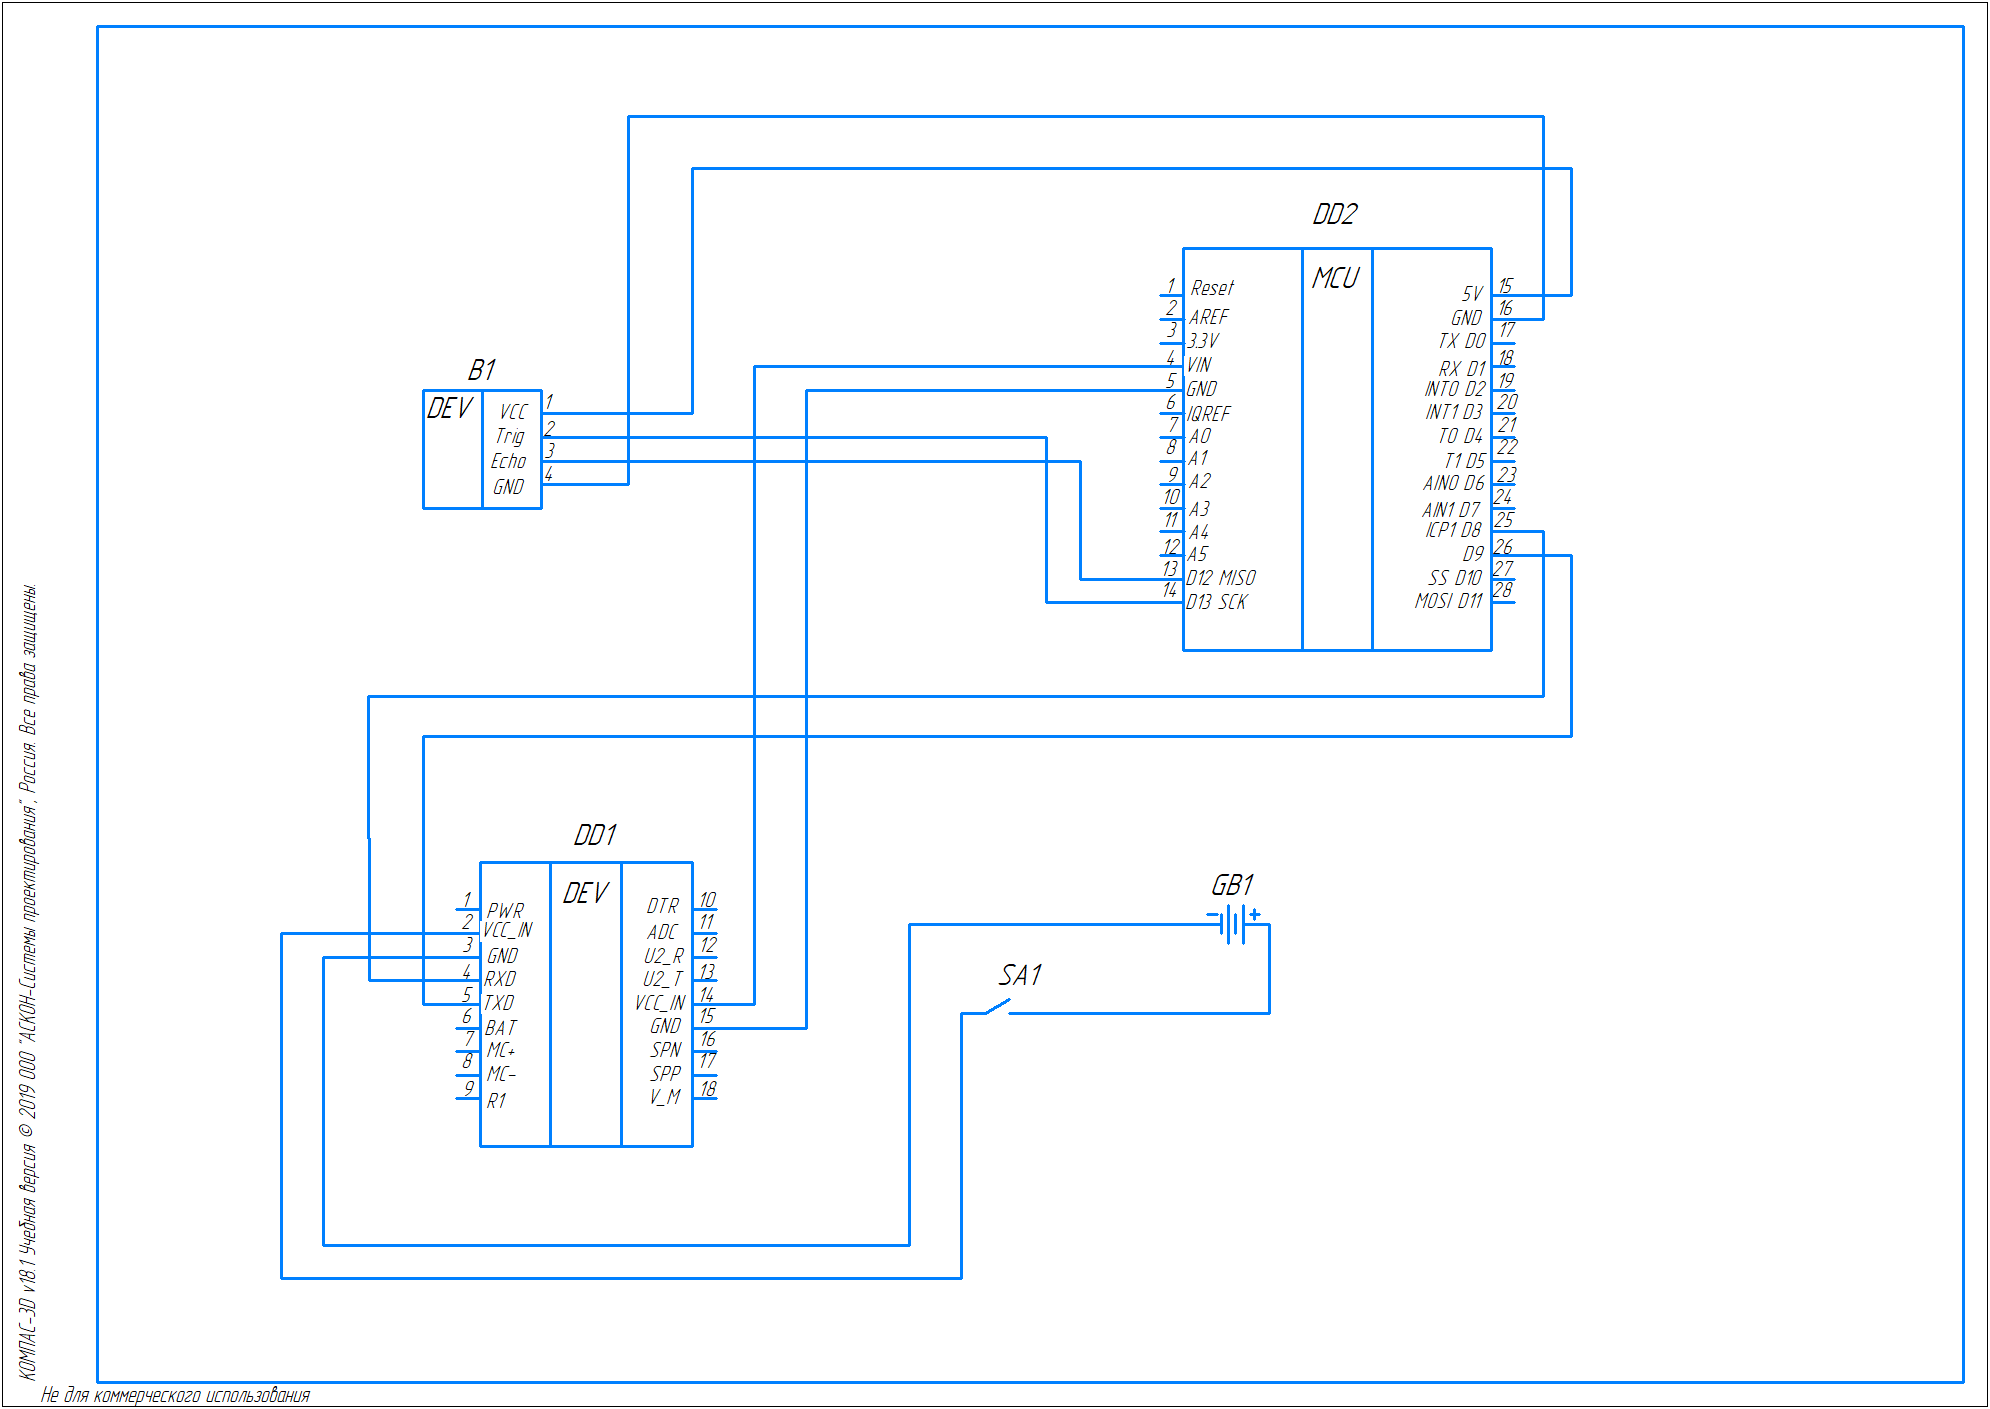 DD2
MCU
1 Reset
2 AREF
3 3.3V
4 VIN
5 GND
6 IQREF
7 A0
8 A1
9 A2
10 A3
11 A4
12 A5
13 D12 MISO
14 D13 SCK
5V 15
GND 16
TX D0 17
RX D1 18
INT0 D2 19
INT1 D3 20
T0 D4 21
T1 D5 22
AIN0 D6 23
AIN1 D7 24
ICP1 D8 25
D9 26
SS D10 27
MOSI D11 28
B1
DEV
VCC 1
Trig 2
Echo 3
GND 4
DD1
DEV
1 PWR
2 VCC_IN
3 GND
4 RXD
5 TXD
6 BAT
7 MC+
8 MC-
9 R1
DTR 10
ADC 11
U2_R 12
U2_T 13
VCC_IN 14
GND 15
SPN 16
SPP 17
V_M 18
GB1
- +
SA1
КОМПАС-3D v18.1 Учебная версия © 2019 ООО "АСКОН-Системы проектирования", Россия. Все права защищены.
Не для коммерческого использования